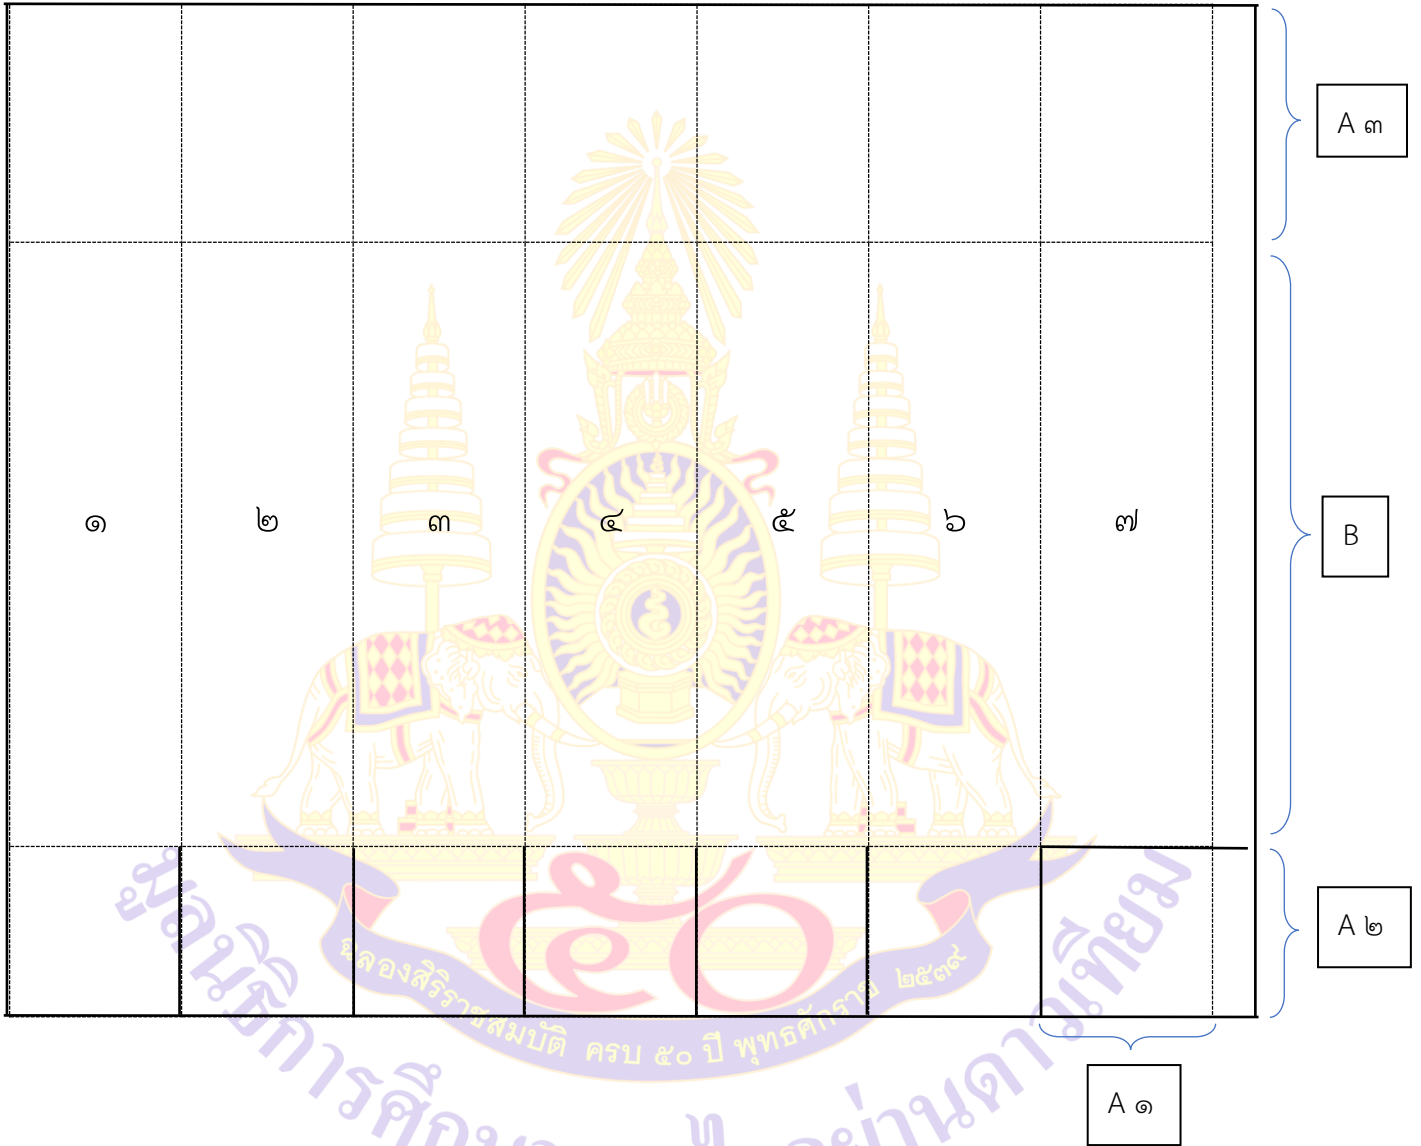 A ๓
๑ ๒ ๓ ๔ ๕ ๖ ๗
B
A ๒
ฉลองสิริราชสมบัติ ครบ ๕๐ ปี พุทธศักราช ๒๕๓๙
A ๑